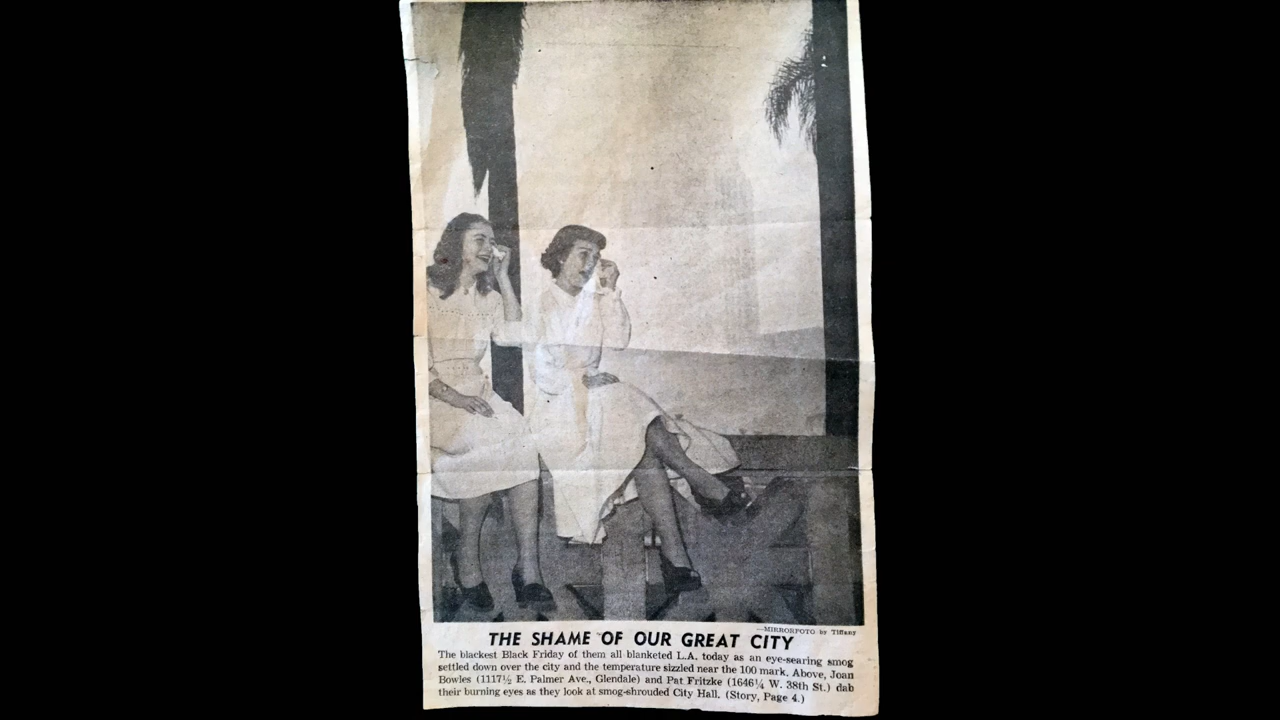 —MIRRORFOTO by Tiffany
THE SHAME OF OUR GREAT CITY
The blackest Black Friday of them all blanketed L.A. today as an eye-searing smog
settled down over the city and the temperature sizzled near the 100 mark. Above, Joan
Bowles (1117½ E. Palmer Ave., Glendale) and Pat Fritzke (1646¼ W. 38th St.) dab
their burning eyes as they look at smog-shrouded City Hall. (Story, Page 4.)